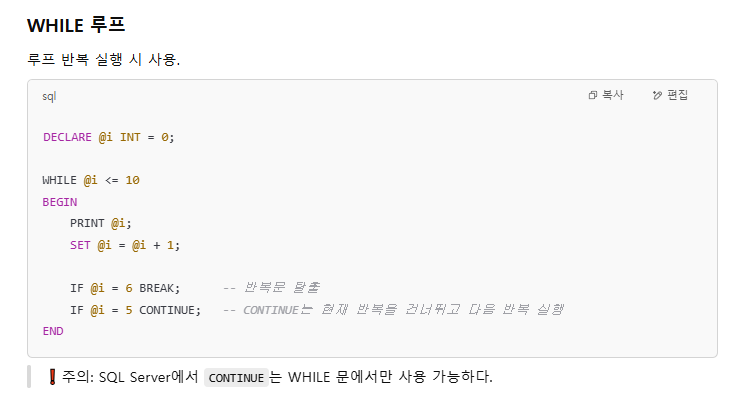 WHILE 루프
루프 반복 실행 시 사용.
sql 복사 편집
DECLARE @i INT = 0;
WHILE @i <= 10
BEGIN
    PRINT @i;
    SET @i = @i + 1;
    IF @i = 6 BREAK;      -- 반복문 탈출
    IF @i = 5 CONTINUE;   -- CONTINUE는 현재 반복을 건너뛰고 다음 반복 실행
END
❗주의: SQL Server에서 CONTINUE는 WHILE 문에서만 사용 가능하다.